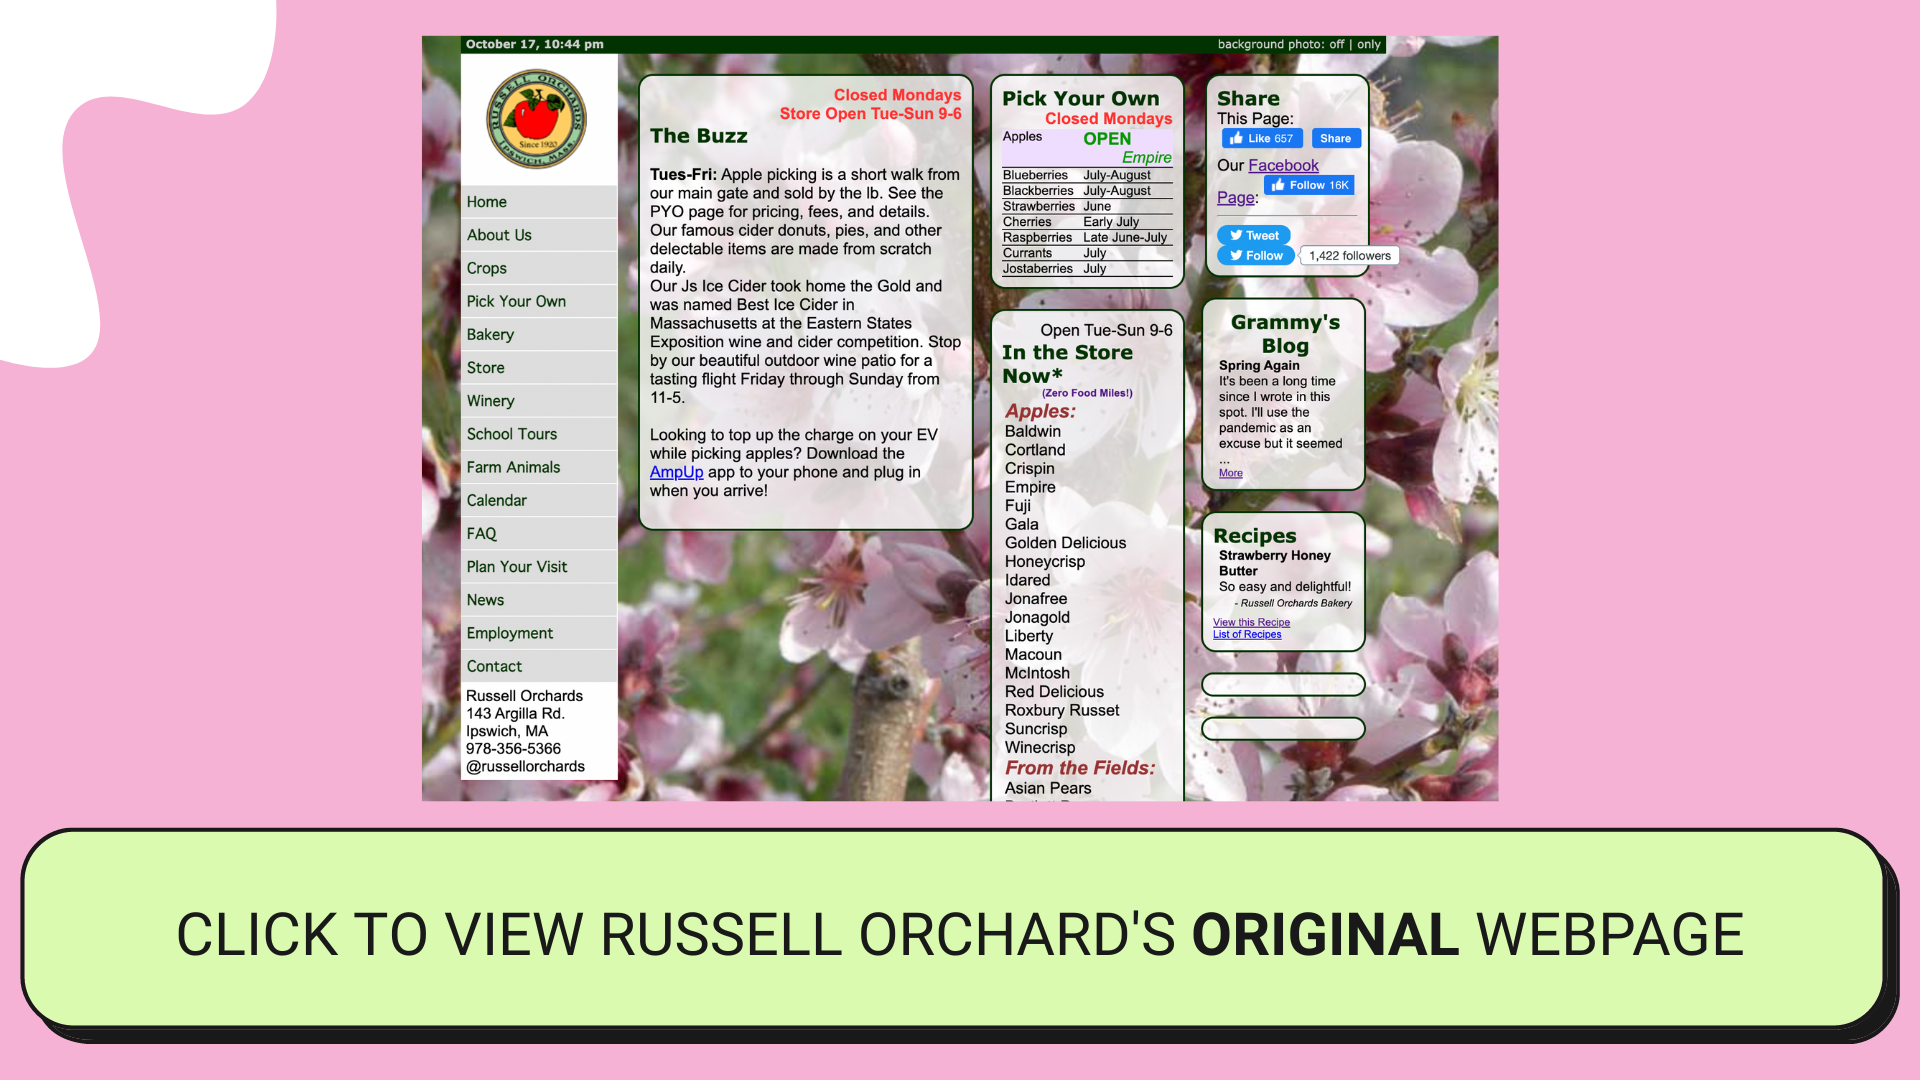 October 17, 10:44 pm
background photo: off | only
RUSSELL ORCHARDS
Since 1920
IPSWICH, MASS.
Home
About Us
Crops
Pick Your Own
Bakery
Store
Winery
School Tours
Farm Animals
Calendar
FAQ
Plan Your Visit
News
Employment
Contact
Russell Orchards
143 Argilla Rd.
Ipswich, MA
978-356-5366
@russellorchards
Closed Mondays
Store Open Tue-Sun 9-6
The Buzz
Tues-Fri: Apple picking is a short walk from
our main gate and sold by the lb. See the
PYO page for pricing, fees, and details.
Our famous cider donuts, pies, and other
delectable items are made from scratch
daily.
Our Js Ice Cider took home the Gold and
was named Best Ice Cider in
Massachusetts at the Eastern States
Exposition wine and cider competition. Stop
by our beautiful outdoor wine patio for a
tasting flight Friday through Sunday from
11-5.
Looking to top up the charge on your EV
while picking apples? Download the
AmpUp app to your phone and plug in
when you arrive!
Pick Your Own
Closed Mondays
Apples OPEN
Empire
Blueberries July-August
Blackberries July-August
Strawberries June
Cherries Early July
Raspberries Late June-July
Currants July
Jostaberries July
Open Tue-Sun 9-6
In the Store
Now*
(Zero Food Miles!)
Apples:
Baldwin
Cortland
Crispin
Empire
Fuji
Gala
Golden Delicious
Honeycrisp
Idared
Jonafree
Jonagold
Liberty
Macoun
McIntosh
Red Delicious
Roxbury Russet
Suncrisp
Winecrisp
From the Fields:
Asian Pears
Share
This Page:
Like 657 Share
Our Facebook
Page: Follow 16K
Tweet
Follow 1,422 followers
Grammy's
Blog
Spring Again
It's been a long time
since I wrote in this
spot. I'll use the
pandemic as an
excuse but it seemed
...
More
Recipes
Strawberry Honey
Butter
So easy and delightful!
- Russell Orchards Bakery
View this Recipe
List of Recipes
CLICK TO VIEW RUSSELL ORCHARD'S ORIGINAL WEBPAGE